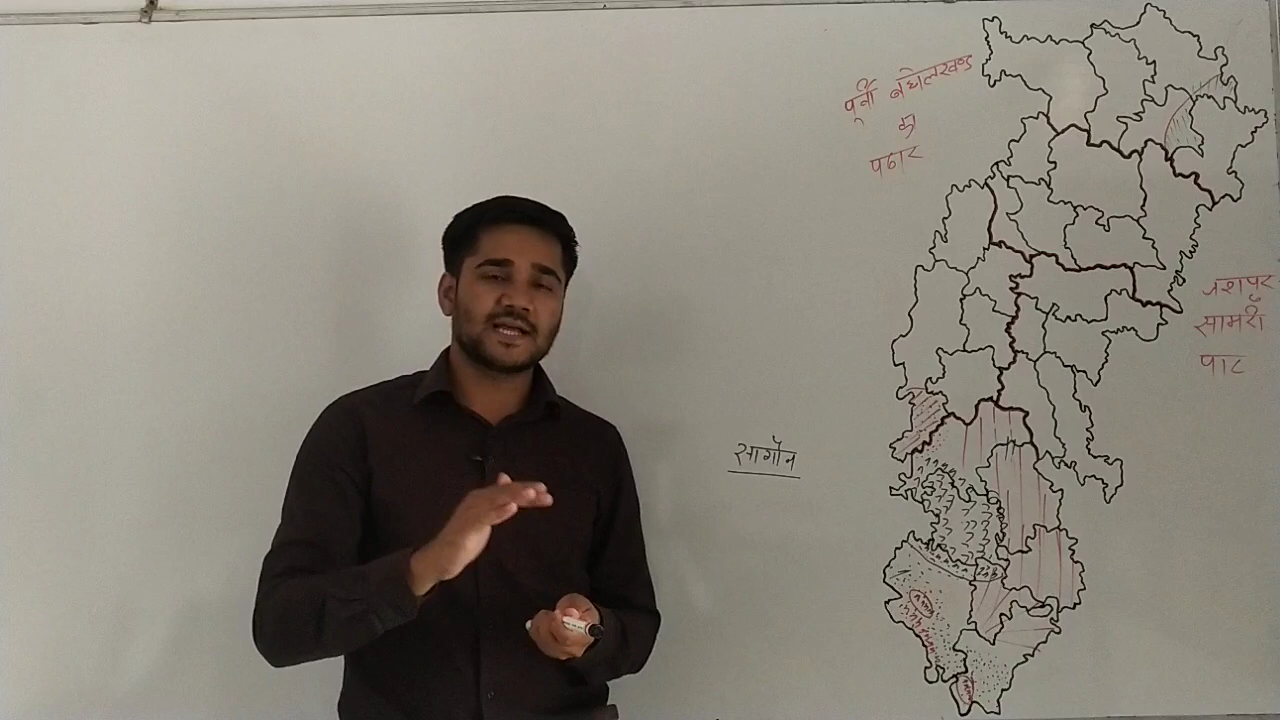 पूर्वी बघेलखण्ड
का
पठार
जशपुर
सामरी
पाट
सागौन